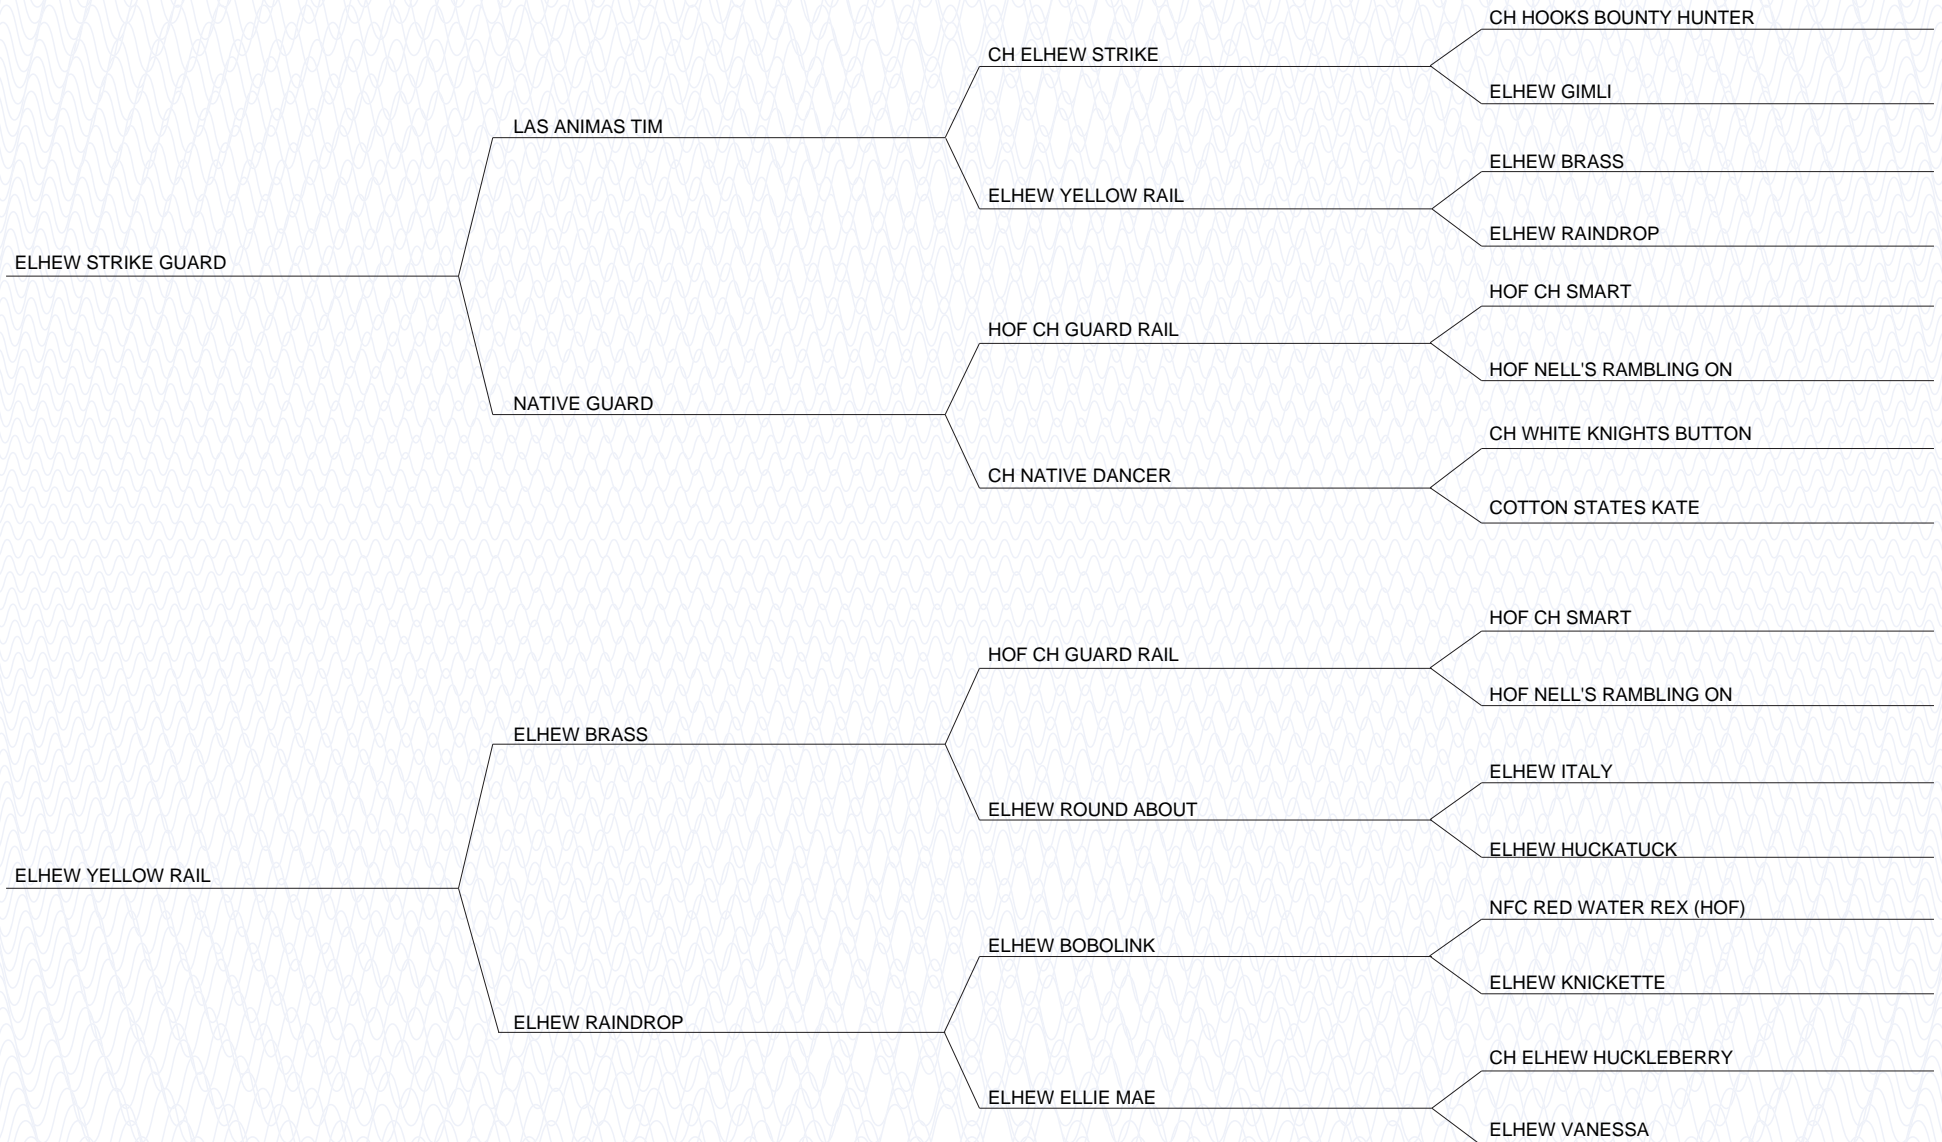 CH HOOKS BOUNTY HUNTER
CH ELHEW STRIKE
ELHEW GIMLI
LAS ANIMAS TIM
ELHEW BRASS
ELHEW YELLOW RAIL
ELHEW RAINDROP
ELHEW STRIKE GUARD
HOF CH SMART
HOF CH GUARD RAIL
HOF NELL'S RAMBLING ON
NATIVE GUARD
CH WHITE KNIGHTS BUTTON
CH NATIVE DANCER
COTTON STATES KATE
HOF CH SMART
HOF CH GUARD RAIL
HOF NELL'S RAMBLING ON
ELHEW BRASS
ELHEW ITALY
ELHEW ROUND ABOUT
ELHEW HUCKATUCK
ELHEW YELLOW RAIL
NFC RED WATER REX (HOF)
ELHEW BOBOLINK
ELHEW KNICKETTE
ELHEW RAINDROP
CH ELHEW HUCKLEBERRY
ELHEW ELLIE MAE
ELHEW VANESSA